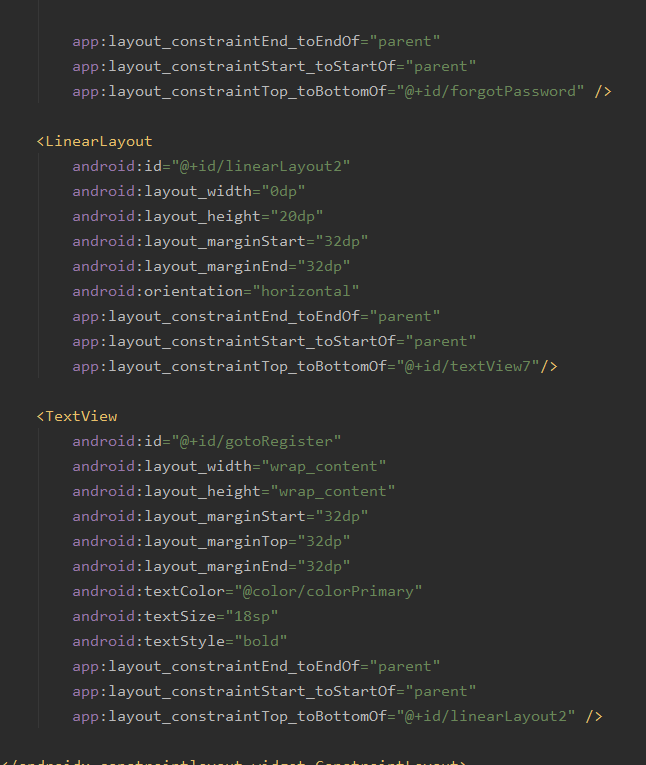 app:layout_constraintEnd_toEndOf="parent"
app:layout_constraintStart_toStartOf="parent"
app:layout_constraintTop_toBottomOf="@+id/forgotPassword" />
<LinearLayout
android:id="@+id/linearLayout2"
android:layout_width="0dp"
android:layout_height="20dp"
android:layout_marginStart="32dp"
android:layout_marginEnd="32dp"
android:orientation="horizontal"
app:layout_constraintEnd_toEndOf="parent"
app:layout_constraintStart_toStartOf="parent"
app:layout_constraintTop_toBottomOf="@+id/textView7"/>
<TextView
android:id="@+id/gotoRegister"
android:layout_width="wrap_content"
android:layout_height="wrap_content"
android:layout_marginStart="32dp"
android:layout_marginTop="32dp"
android:layout_marginEnd="32dp"
android:textColor="@color/colorPrimary"
android:textSize="18sp"
android:textStyle="bold"
app:layout_constraintEnd_toEndOf="parent"
app:layout_constraintStart_toStartOf="parent"
app:layout_constraintTop_toBottomOf="@+id/linearLayout2" />
</androidx.constraintlayout.widget.ConstraintLayout>